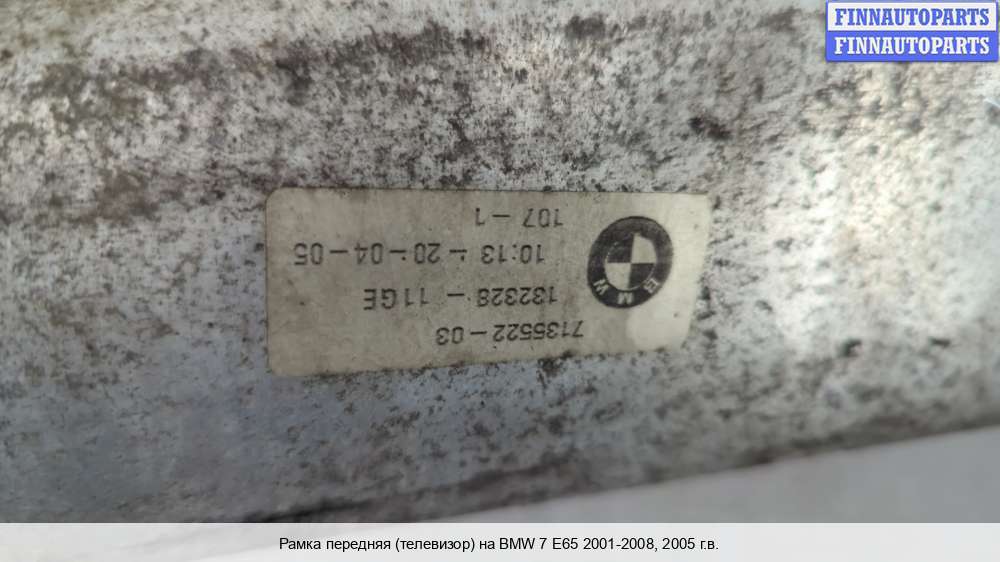 FINNAUTOPARTS
FINNAUTOPARTS
7135522-03
132328-11GE
10:13-20-04-05
107-1
BMW
Рамка передняя (телевизор) на BMW 7 E65 2001-2008, 2005 г.в.